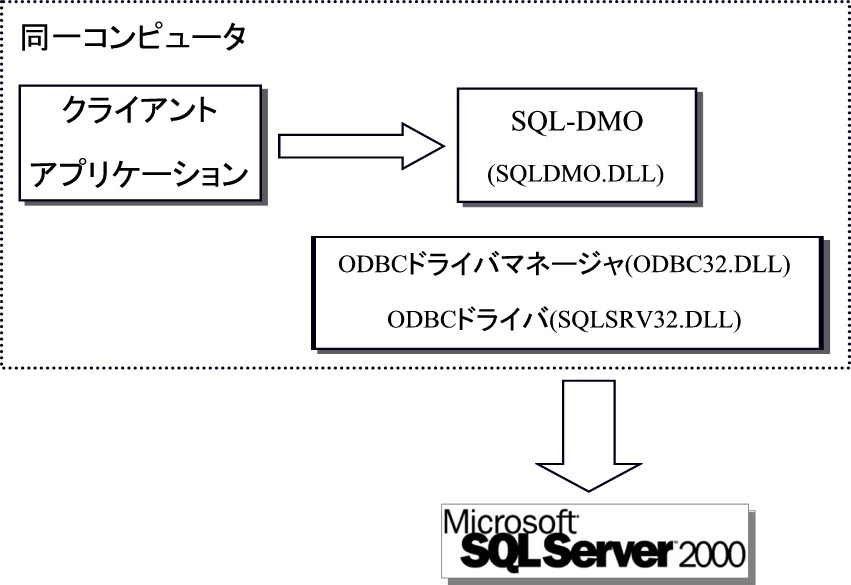 同一コンピュータ
クライアント
アプリケーション
SQL-DMO
(SQLDMO.DLL)
ODBCドライバマネージャ(ODBC32.DLL)
ODBCドライバ(SQLSRV32.DLL)
Microsoft
SQL Server™ 2000